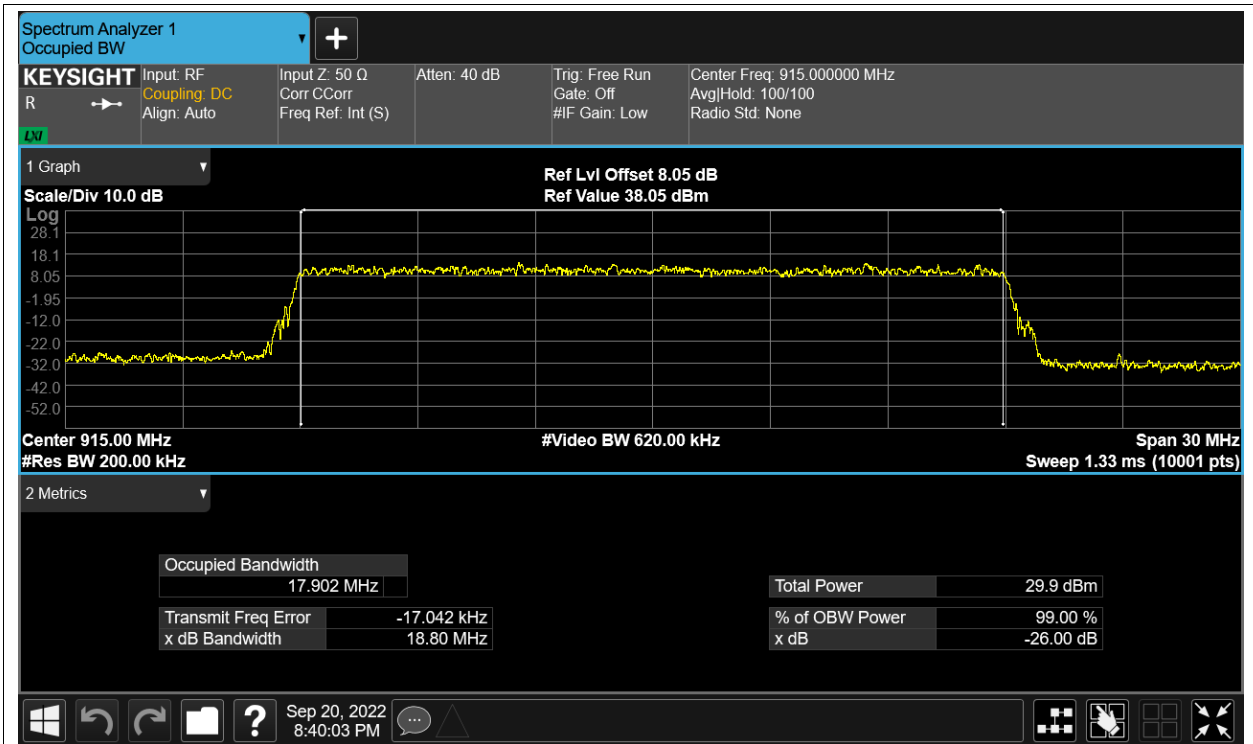 Spectrum Analyzer 1
Occupied BW
KEYSIGHT
R
LXI
Input: RF
Coupling: DC
Align: Auto
Input Z: 50 Ω
Corr CCorr
Freq Ref: Int (S)
Atten: 40 dB
Trig: Free Run
Gate: Off
#IF Gain: Low
Center Freq: 915.000000 MHz
Avg|Hold: 100/100
Radio Std: None
1 Graph
Scale/Div 10.0 dB
Ref Lvl Offset 8.05 dB
Ref Value 38.05 dBm
Log
28.1
18.1
8.05
-1.95
-12.0
-22.0
-32.0
-42.0
-52.0
Center 915.00 MHz
#Video BW 620.00 kHz
Span 30 MHz
#Res BW 200.00 kHz
Sweep 1.33 ms (10001 pts)
2 Metrics
Occupied Bandwidth
17.902 MHz
Total Power 29.9 dBm
Transmit Freq Error -17.042 kHz
% of OBW Power 99.00 %
x dB Bandwidth 18.80 MHz
x dB -26.00 dB
?
Sep 20, 2022
8:40:03 PM